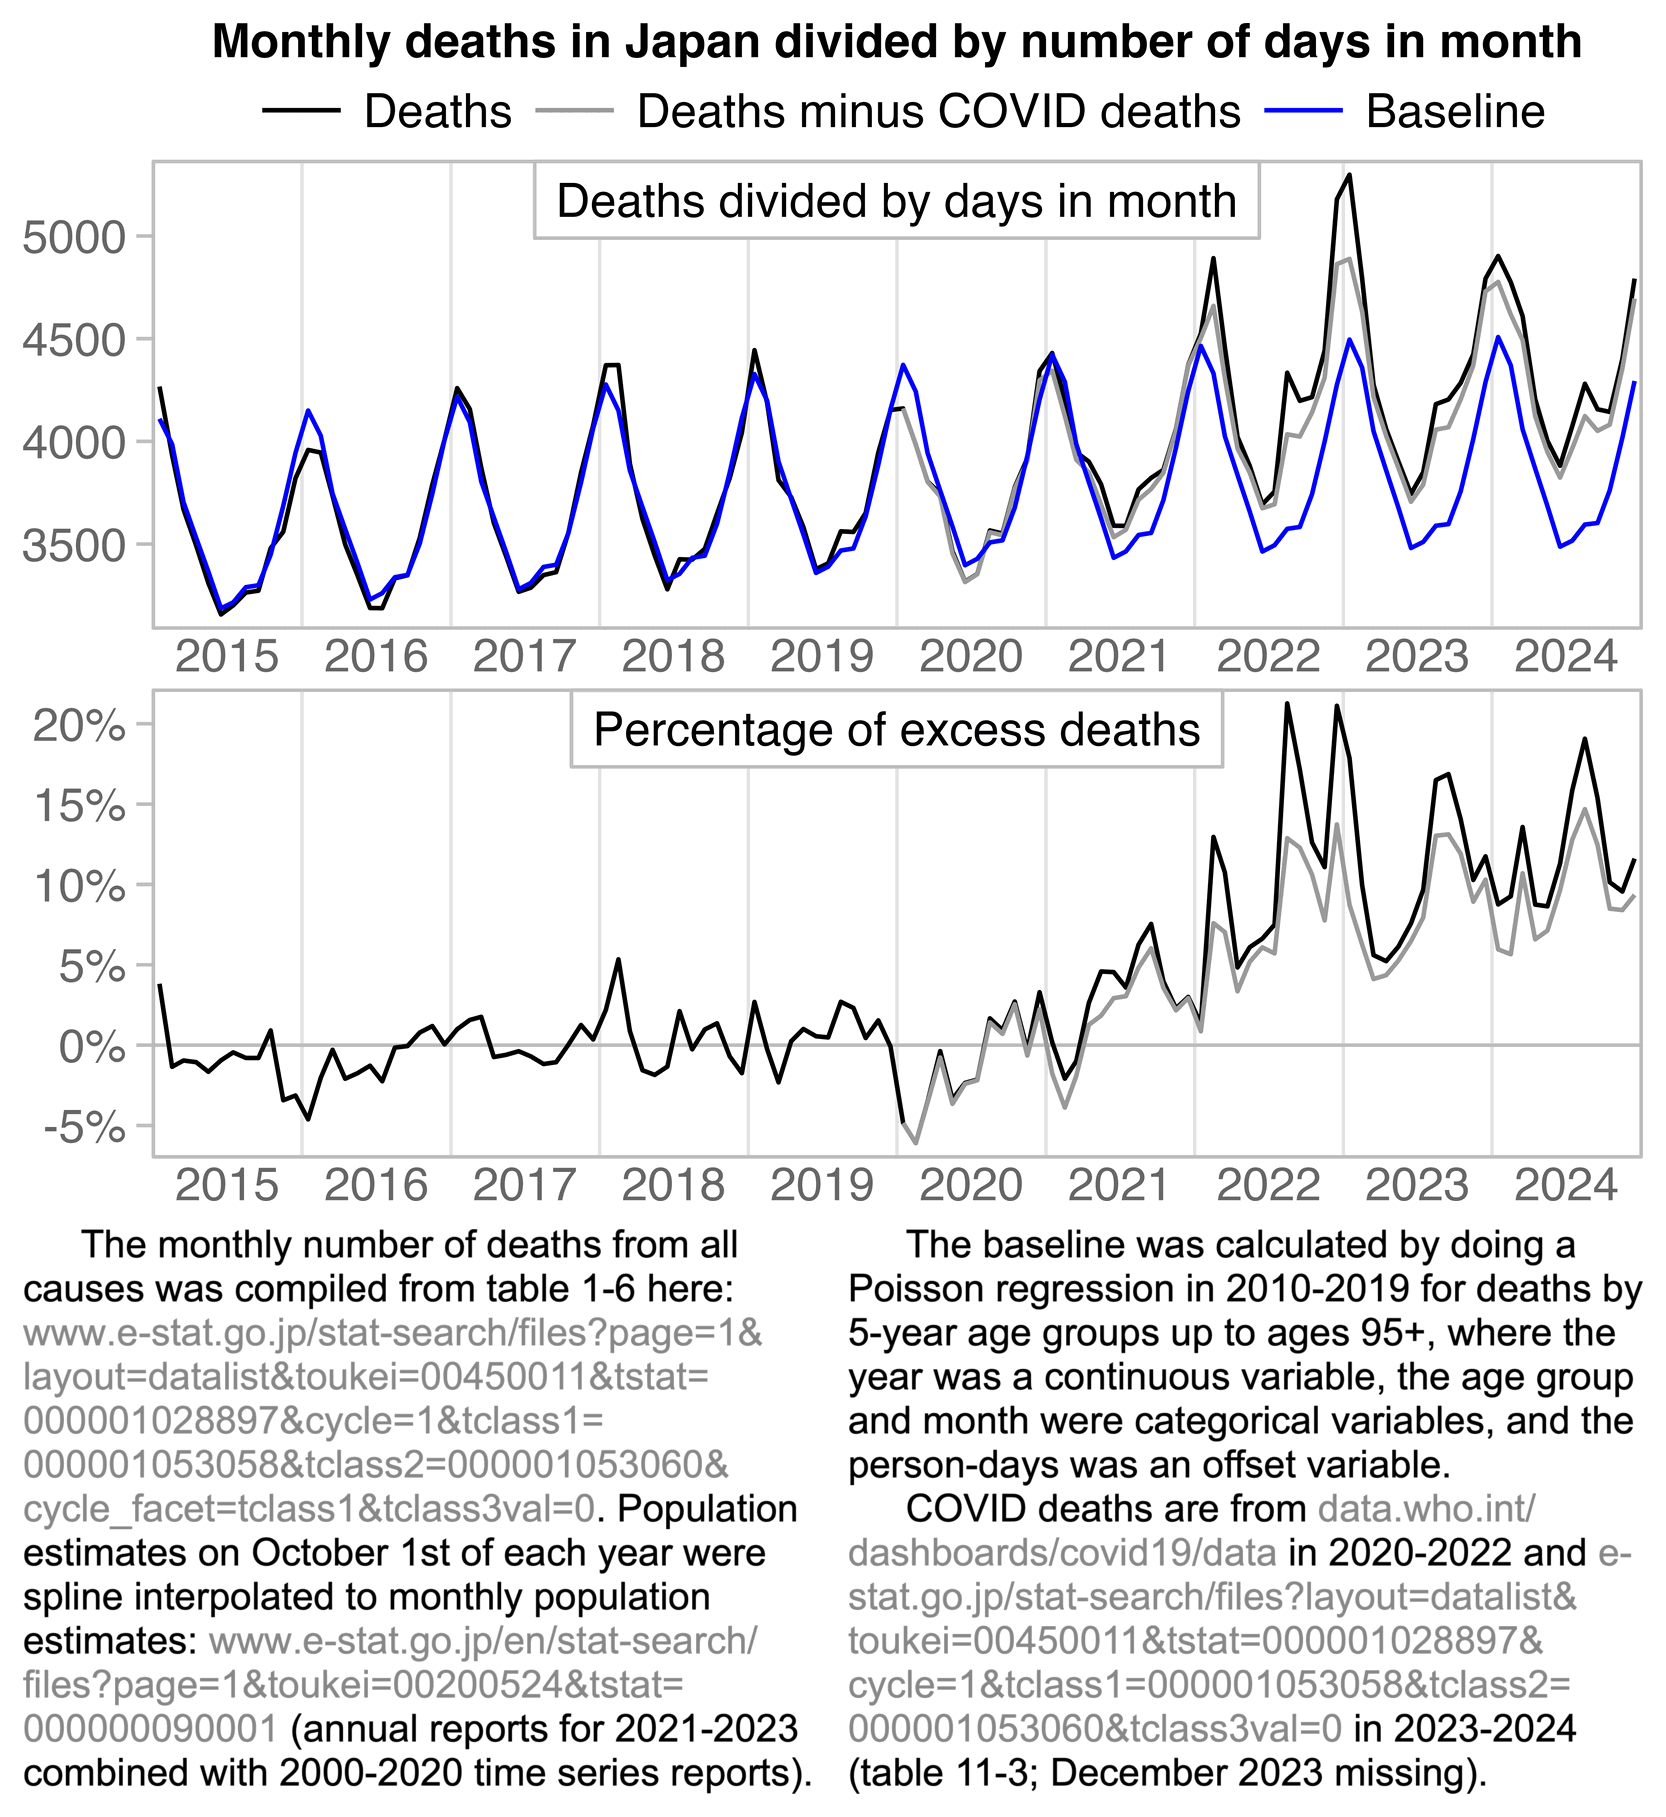 Monthly deaths in Japan divided by number of days in month
Deaths
Deaths minus COVID deaths
Baseline
Deaths divided by days in month
5000
4500
4000
3500
2015
2016
2017
2018
2019
2020
2021
2022
2023
2024
Percentage of excess deaths
20%
15%
10%
5%
0%
-5%
2015
2016
2017
2018
2019
2020
2021
2022
2023
2024
The monthly number of deaths from all
causes was compiled from table 1-6 here:
www.e-stat.go.jp/stat-search/files?page=1&
layout=datalist&toukei=00450011&tstat=
000001028897&cycle=1&tclass1=
000001053058&tclass2=000001053060&
cycle_facet=tclass1&tclass3val=0. Population
estimates on October 1st of each year were
spline interpolated to monthly population
estimates: www.e-stat.go.jp/en/stat-search/
files?page=1&toukei=00200524&tstat=
000000090001 (annual reports for 2021-2023
combined with 2000-2020 time series reports).
The baseline was calculated by doing a
Poisson regression in 2010-2019 for deaths by
5-year age groups up to ages 95+, where the
year was a continuous variable, the age group
and month were categorical variables, and the
person-days was an offset variable.
COVID deaths are from data.who.int/
dashboards/covid19/data in 2020-2022 and e-
stat.go.jp/stat-search/files?layout=datalist&
toukei=00450011&tstat=000001028897&
cycle=1&tclass1=000001053058&tclass2=
000001053060&tclass3val=0 in 2023-2024
(table 11-3; December 2023 missing).